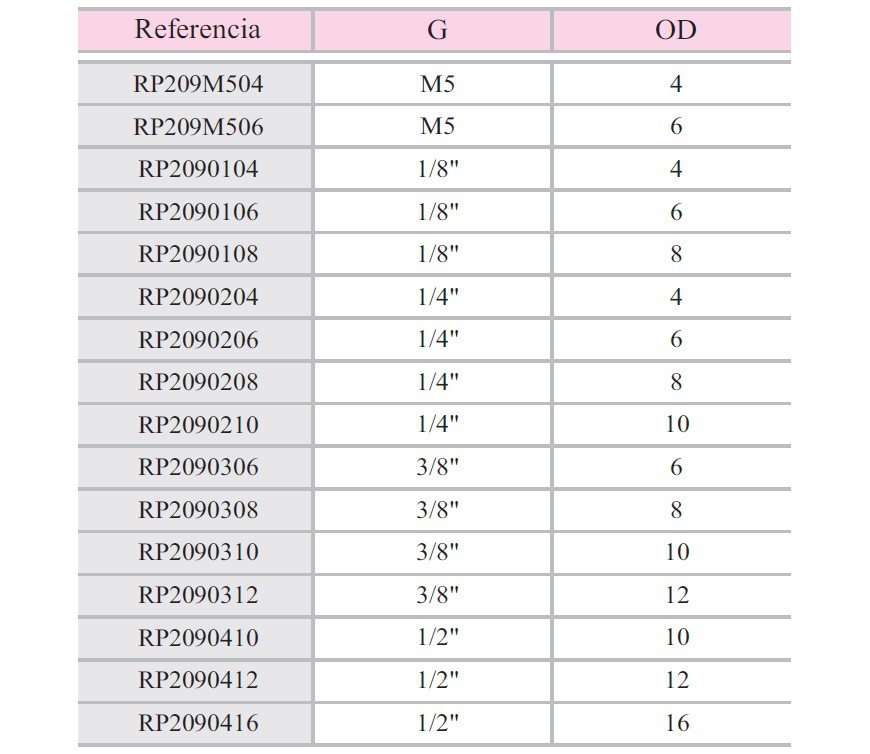 Referencia G OD
RP209M504 M5 4
RP209M506 M5 6
RP2090104 1/8" 4
RP2090106 1/8" 6
RP2090108 1/8" 8
RP2090204 1/4" 4
RP2090206 1/4" 6
RP2090208 1/4" 8
RP2090210 1/4" 10
RP2090306 3/8" 6
RP2090308 3/8" 8
RP2090310 3/8" 10
RP2090312 3/8" 12
RP2090410 1/2" 10
RP2090412 1/2" 12
RP2090416 1/2" 16